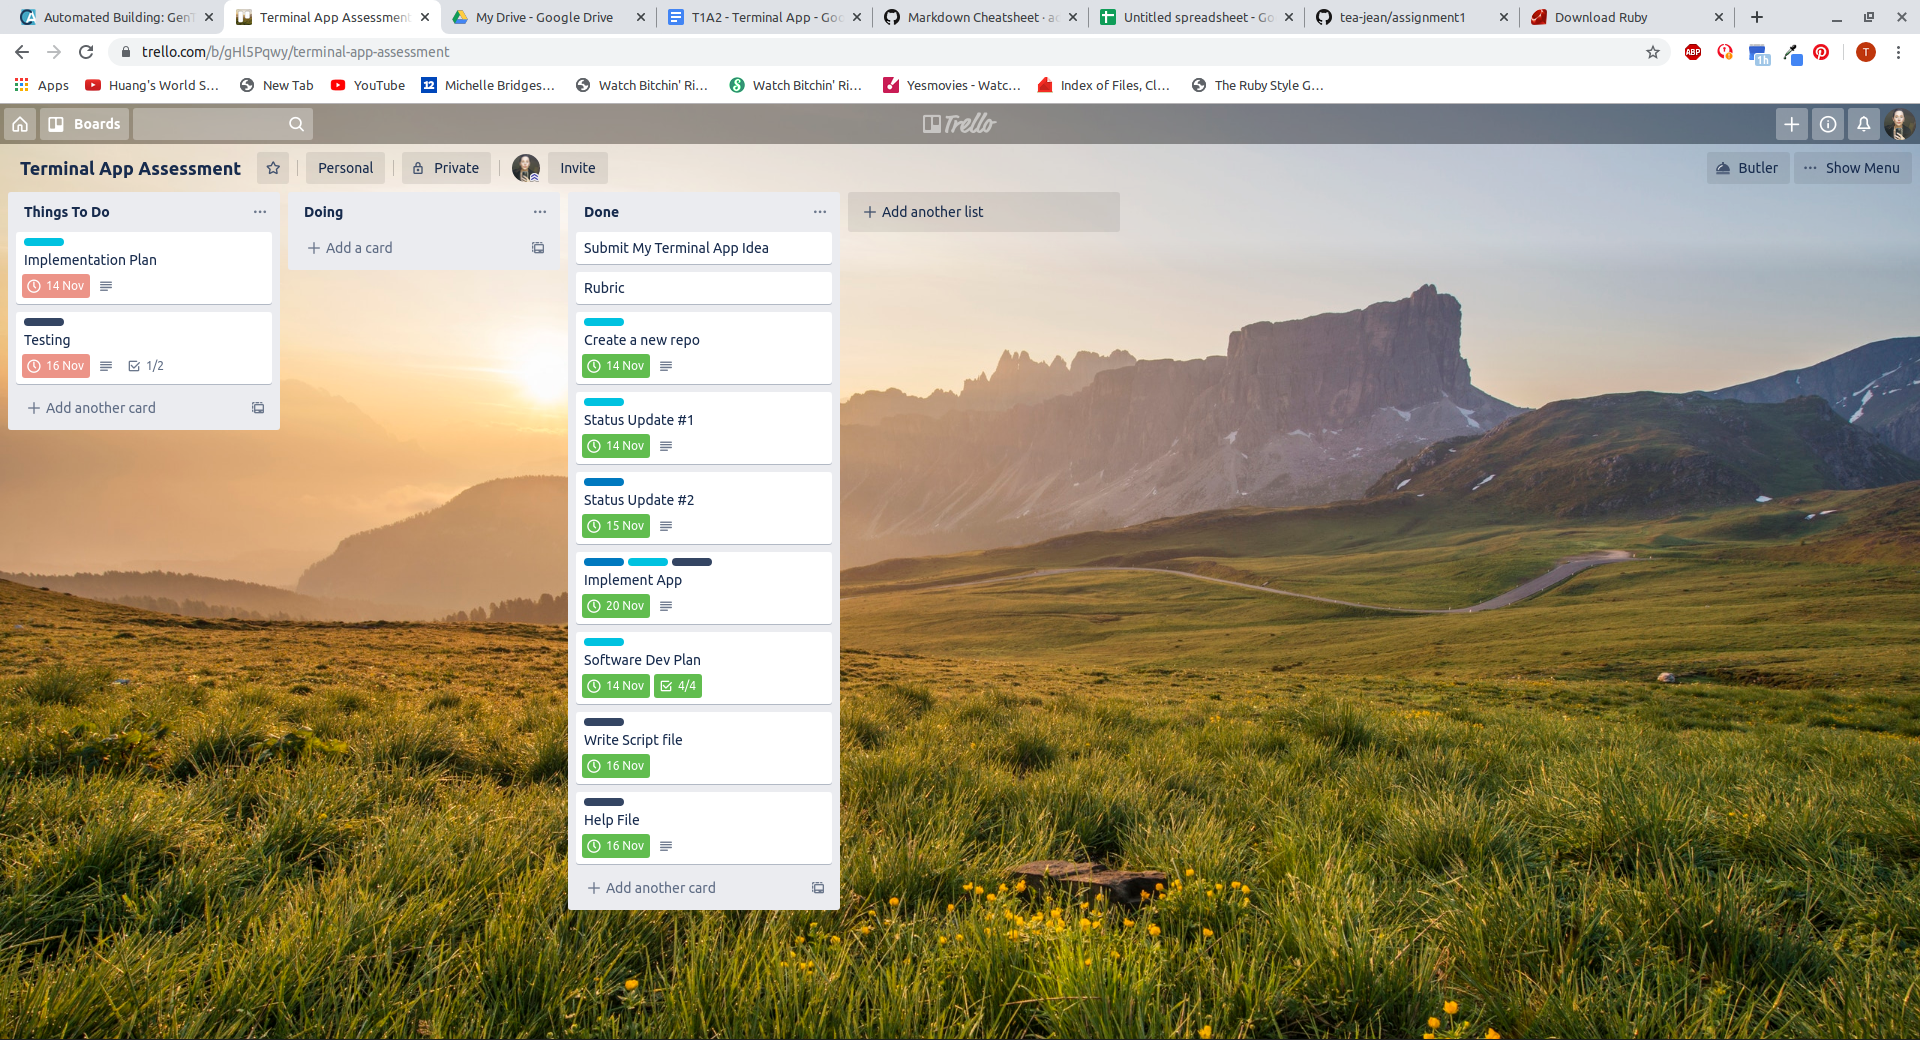 Automated Building: Gen
Terminal App Assessment
My Drive - Google Drive
T1A2 - Terminal App - Goo
Markdown Cheatsheet · ac
Untitled spreadsheet - Go
tea-jean/assignment1
Download Ruby
trello.com/b/gHl5Pqwy/terminal-app-assessment
ABP
1h
T
Apps
Huang's World S...
New Tab
YouTube
12
Michelle Bridges...
Watch Bitchin' Ri...
Watch Bitchin' Ri...
Yesmovies - Watc...
Index of Files, Cl...
The Ruby Style G...
Boards
Trello
Terminal App Assessment
Personal
Private
Invite
Butler
Show Menu
Things To Do
Implementation Plan
14 Nov
Testing
16 Nov
1/2
Add another card
Doing
Add a card
Done
Submit My Terminal App Idea
Rubric
Create a new repo
14 Nov
Status Update #1
14 Nov
Status Update #2
15 Nov
Implement App
20 Nov
Software Dev Plan
14 Nov
4/4
Write Script file
16 Nov
Help File
16 Nov
Add another card
Add another list